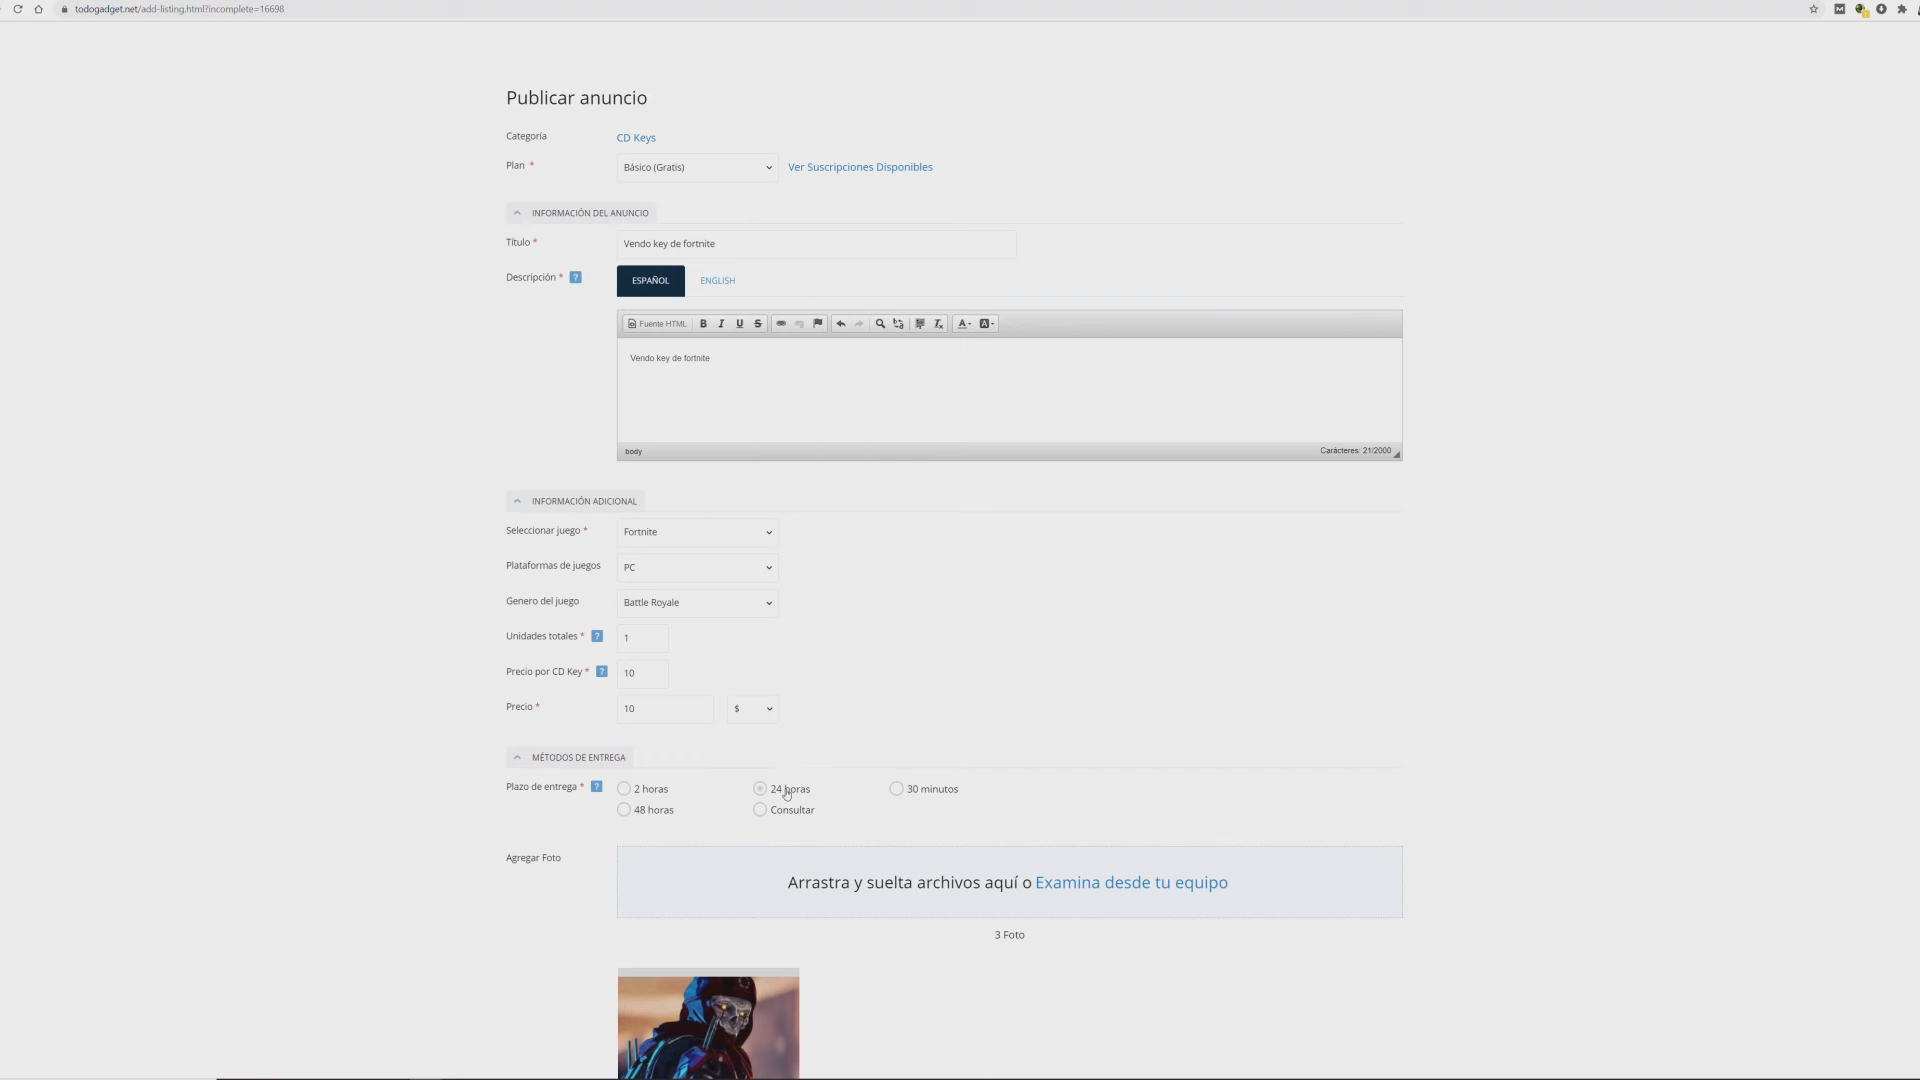 todogadget.net/add-listing.html?incomplete=16698
Publicar anuncio
Categoría
CD Keys
Plan *
Básico (Gratis)
Ver Suscripciones Disponibles
INFORMACIÓN DEL ANUNCIO
Título *
Vendo key de fortnite
Descripción * ?
ESPAÑOL
ENGLISH
Fuente HTML
Vendo key de fortnite
body
Carácteres: 21/2000
INFORMACIÓN ADICIONAL
Seleccionar juego *
Fortnite
Plataformas de juegos
PC
Genero del juego
Battle Royale
Unidades totales * ?
1
Precio por CD Key * ?
10
Precio *
10
$
MÉTODOS DE ENTREGA
Plazo de entrega * ?
2 horas
24 horas
30 minutos
48 horas
Consultar
Agregar Foto
Arrastra y suelta archivos aquí o Examina desde tu equipo
3 Foto